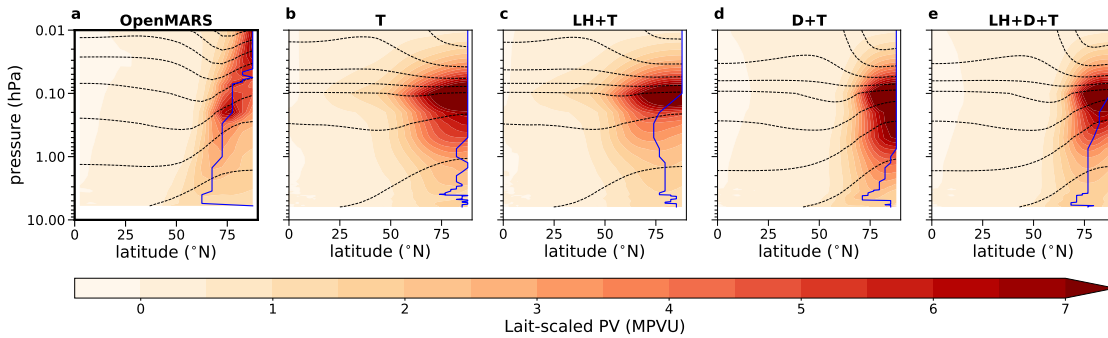 a OpenMARS b T c LH+T d D+T e LH+D+T
0.01
0.10
1.00
10.00
pressure (hPa)
0 25 50 75 0 25 50 75 0 25 50 75 0 25 50 75 0 25 50 75
latitude (°N) latitude (°N) latitude (°N) latitude (°N) latitude (°N)
0 1 2 3 4 5 6 7
Lait-scaled PV (MPVU)